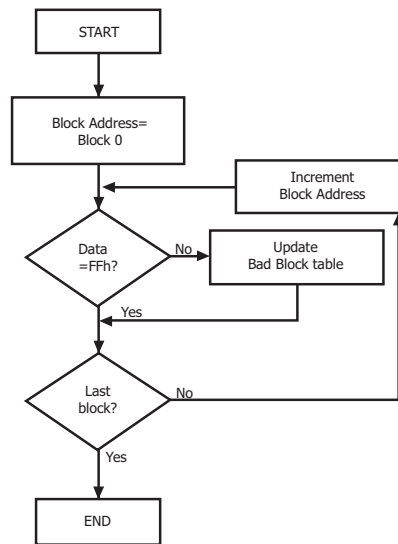 START
Block Address=
Block 0
Increment
Block Address
Data
=FFh?
No
Update
Bad Block table
Yes
Last
block?
No
Yes
END